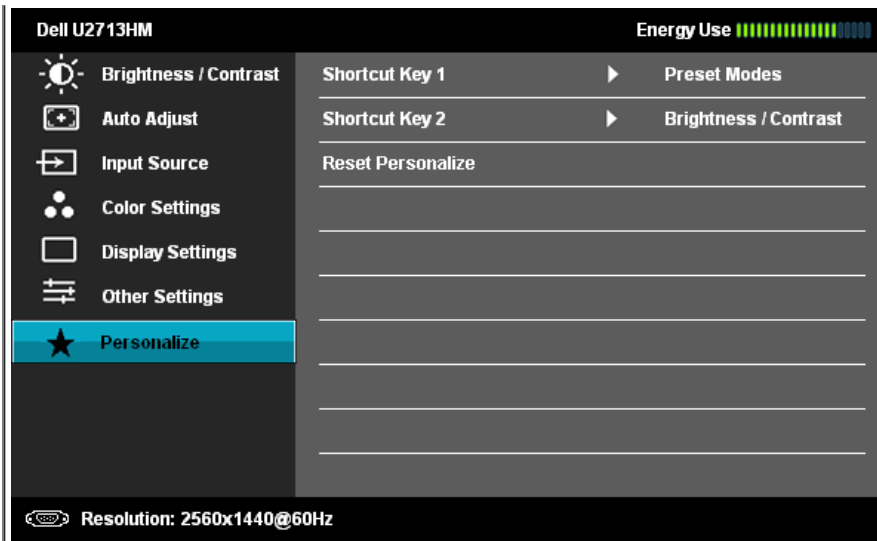 Dell U2713HM Energy Use
Brightness / Contrast Shortcut Key 1 Preset Modes
Auto Adjust Shortcut Key 2 Brightness / Contrast
Input Source Reset Personalize
Color Settings
Display Settings
Other Settings
Personalize
Resolution: 2560x1440@60Hz